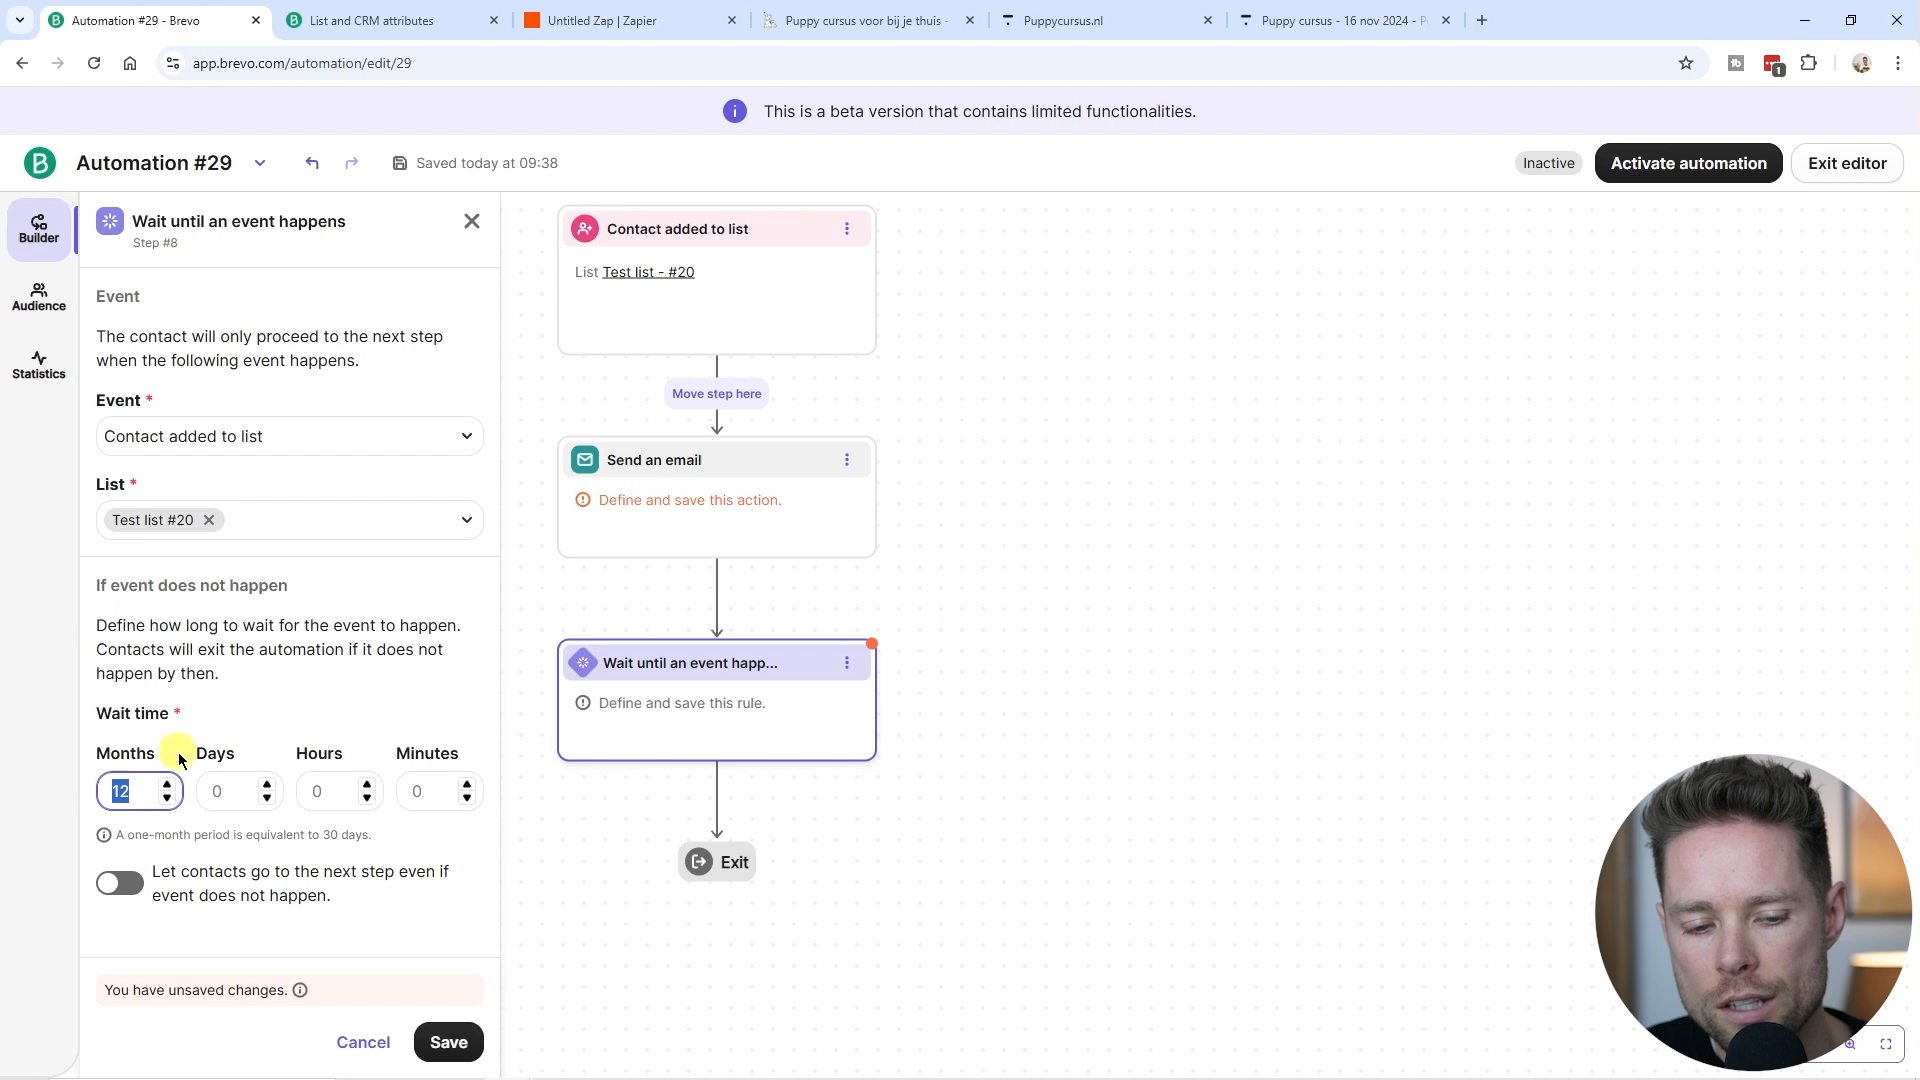 Automation #29 - Brevo
List and CRM attributes
Untitled Zap | Zapier
Puppy cursus voor bij je thuis -
Puppycursus.nl
Puppy cursus - 16 nov 2024 -
app.brevo.com/automation/edit/29
1
This is a beta version that contains limited functionalities.
Automation #29
Saved today at 09:38
Inactive
Activate automation
Exit editor
Builder
Audience
Statistics
Wait until an event happens
Step #8
Event
The contact will only proceed to the next step
when the following event happens.
Event *
Contact added to list
List *
Test list #20
If event does not happen
Define how long to wait for the event to happen.
Contacts will exit the automation if it does not
happen by then.
Wait time *
Months
Days
Hours
Minutes
12
0
0
0
A one-month period is equivalent to 30 days.
Let contacts go to the next step even if
event does not happen.
You have unsaved changes.
Cancel
Save
Contact added to list
List Test list - #20
Move step here
Send an email
Define and save this action.
Wait until an event happ...
Define and save this rule.
Exit